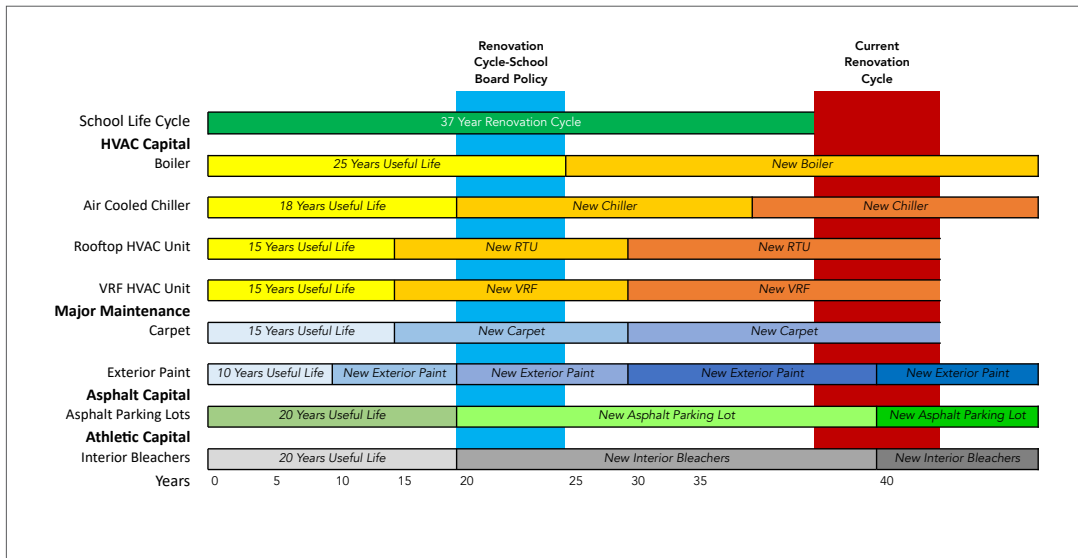 Renovation
Cycle-School
Board Policy
Current
Renovation
Cycle
School Life Cycle
37 Year Renovation Cycle
HVAC Capital
Boiler
25 Years Useful Life
New Boiler
Air Cooled Chiller
18 Years Useful Life
New Chiller
New Chiller
Rooftop HVAC Unit
15 Years Useful Life
New RTU
New RTU
VRF HVAC Unit
15 Years Useful Life
New VRF
New VRF
Major Maintenance
Carpet
15 Years Useful Life
New Carpet
New Carpet
Exterior Paint
10 Years Useful Life
New Exterior Paint
New Exterior Paint
New Exterior Paint
New Exterior Paint
Asphalt Capital
Asphalt Parking Lots
20 Years Useful Life
New Asphalt Parking Lot
New Asphalt Parking Lot
Athletic Capital
Interior Bleachers
20 Years Useful Life
New Interior Bleachers
New Interior Bleachers
Years
0 5 10 15 20 25 30 35 40